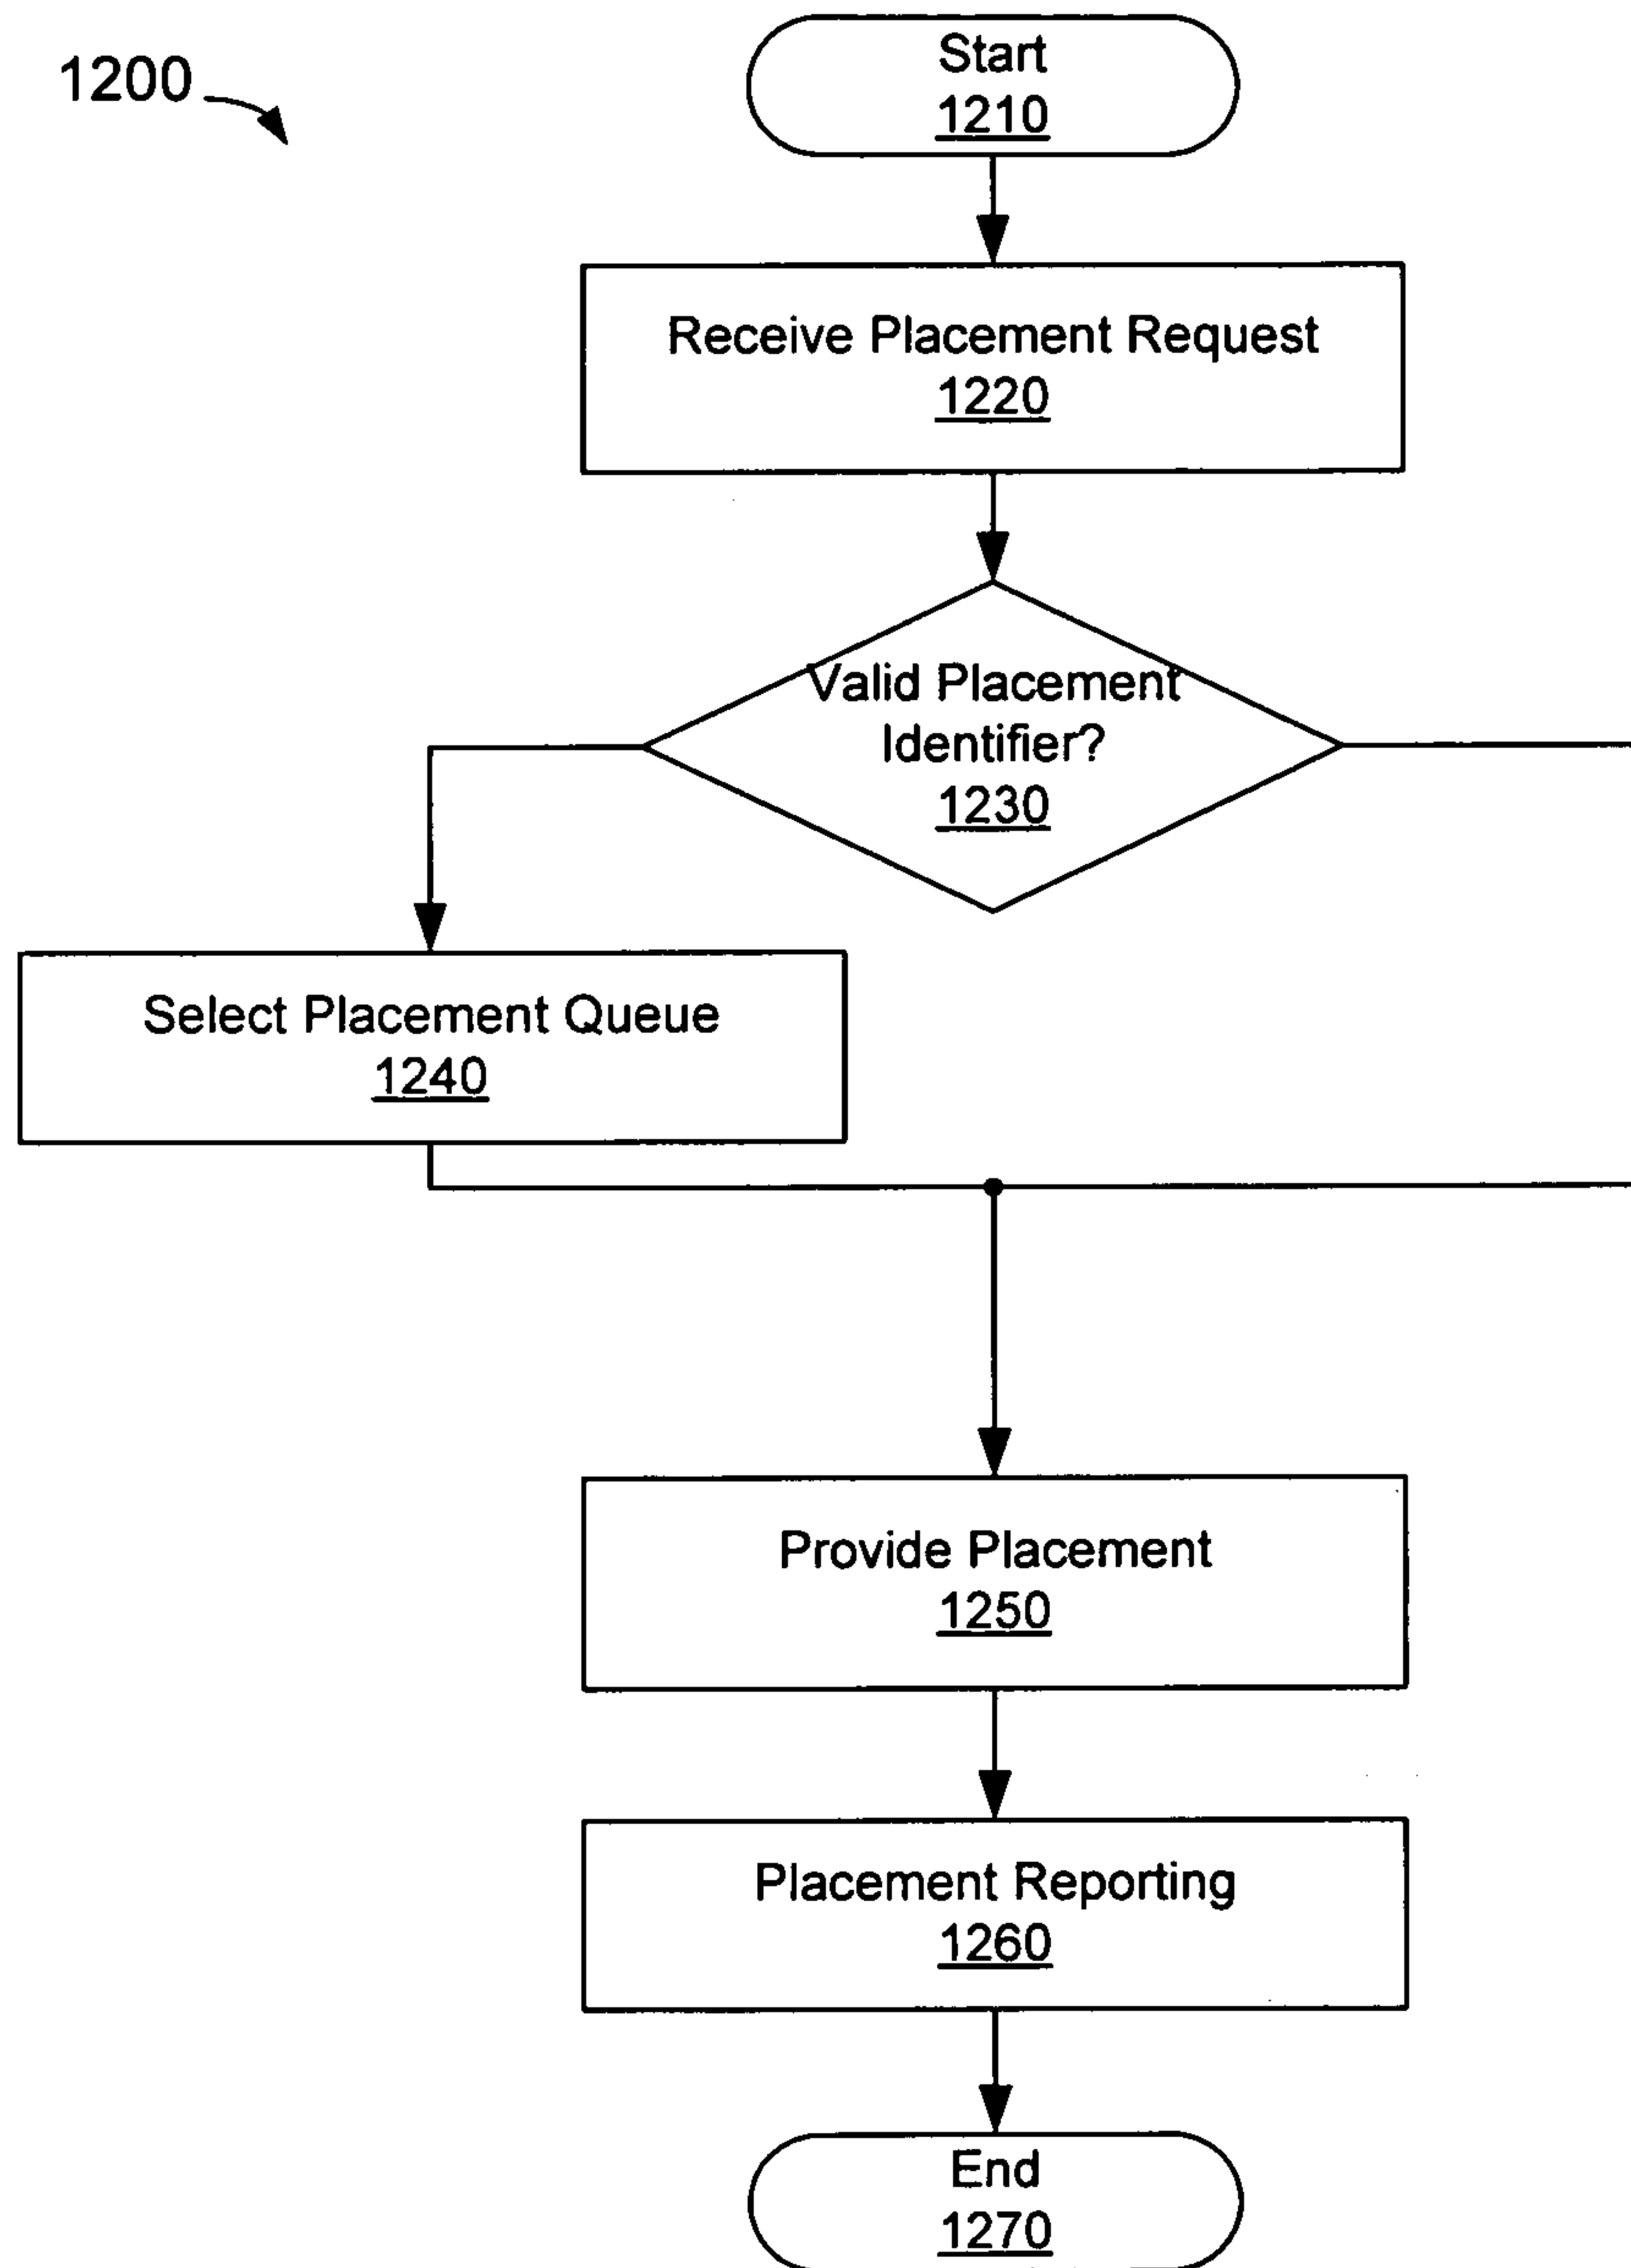 1200
Start
1210
Receive Placement Request
1220
Valid Placement
Identifier?
1230
Select Placement Queue
1240
Provide Placement
1250
Placement Reporting
1260
End
1270